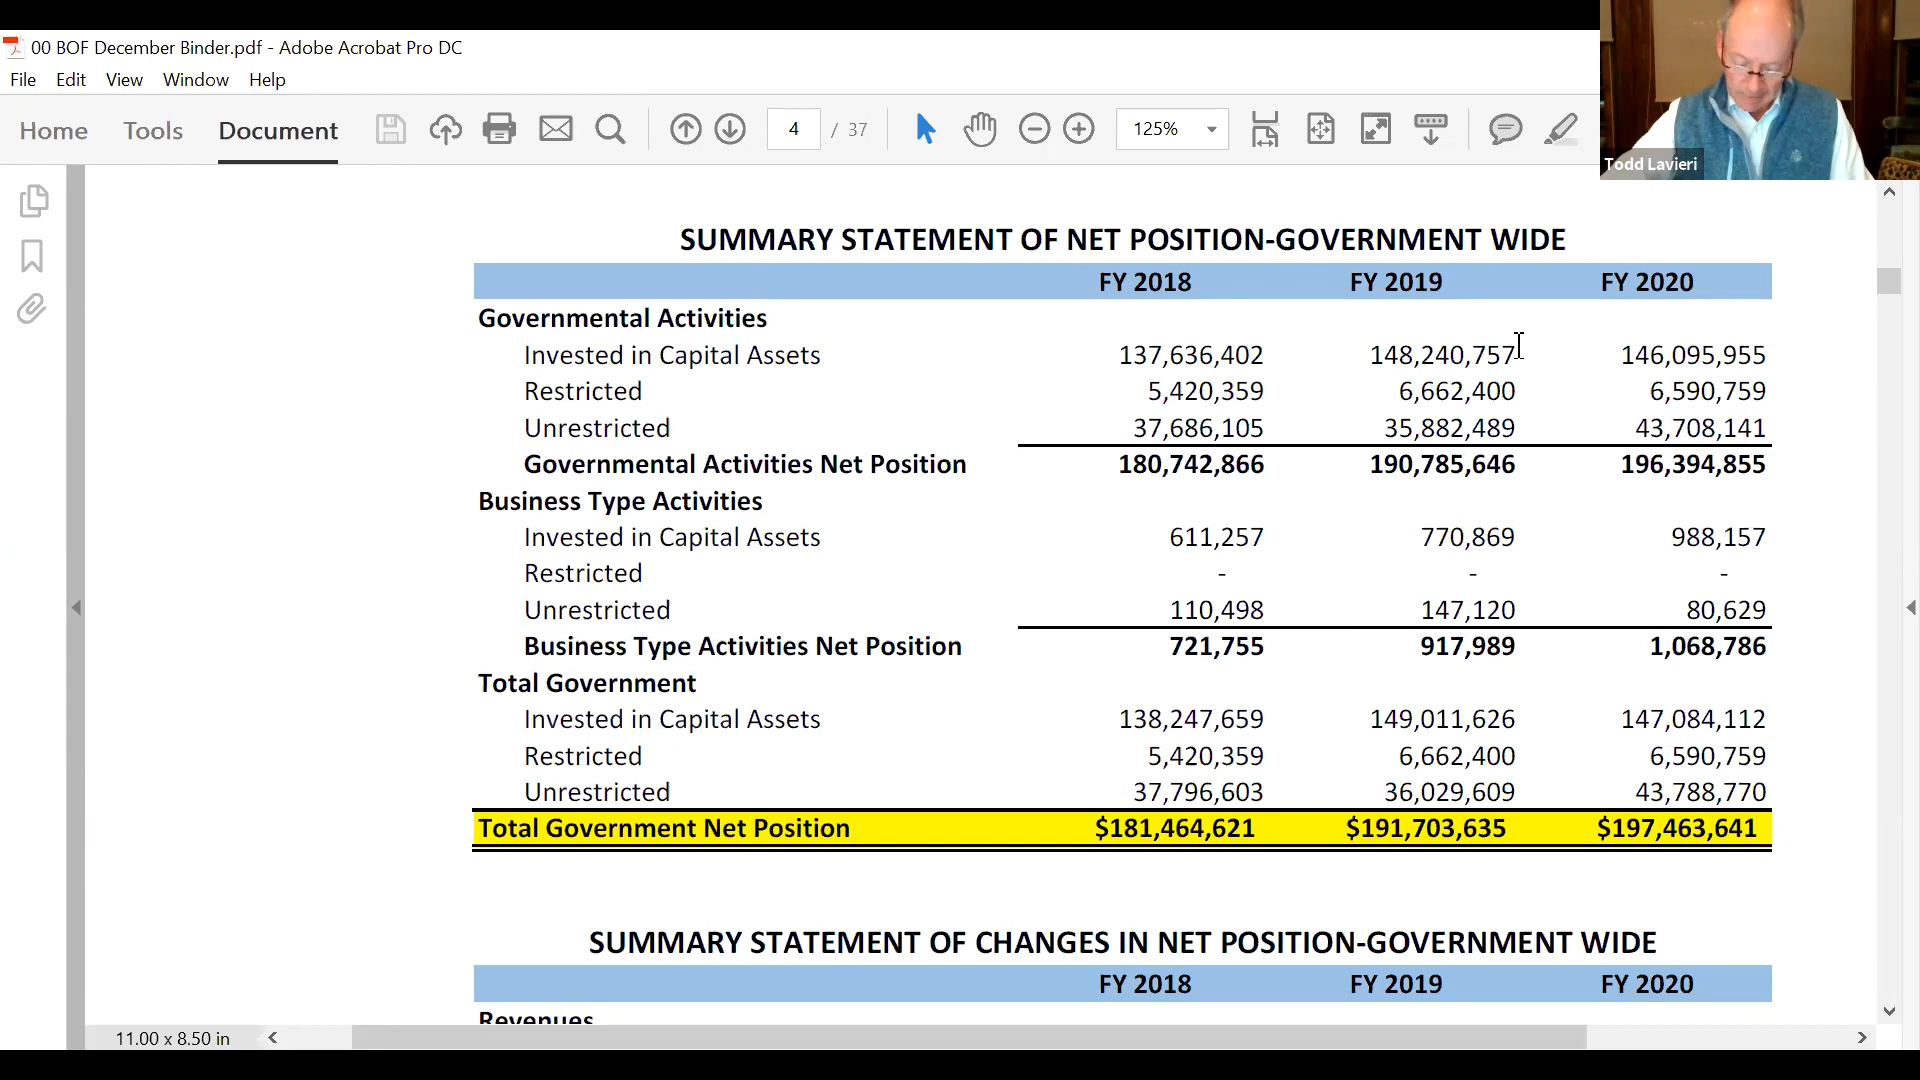 00 BOF December Binder.pdf - Adobe Acrobat Pro DC
File Edit View Window Help
Home Tools Document 4 / 37 125%
Todd Lavieri
SUMMARY STATEMENT OF NET POSITION-GOVERNMENT WIDE
FY 2018 FY 2019 FY 2020
Governmental Activities
Invested in Capital Assets 137,636,402 148,240,757 146,095,955
Restricted 5,420,359 6,662,400 6,590,759
Unrestricted 37,686,105 35,882,489 43,708,141
Governmental Activities Net Position 180,742,866 190,785,646 196,394,855
Business Type Activities
Invested in Capital Assets 611,257 770,869 988,157
Restricted - - -
Unrestricted 110,498 147,120 80,629
Business Type Activities Net Position 721,755 917,989 1,068,786
Total Government
Invested in Capital Assets 138,247,659 149,011,626 147,084,112
Restricted 5,420,359 6,662,400 6,590,759
Unrestricted 37,796,603 36,029,609 43,788,770
Total Government Net Position $181,464,621 $191,703,635 $197,463,641
SUMMARY STATEMENT OF CHANGES IN NET POSITION-GOVERNMENT WIDE
FY 2018 FY 2019 FY 2020
Revenues
11.00 x 8.50 in